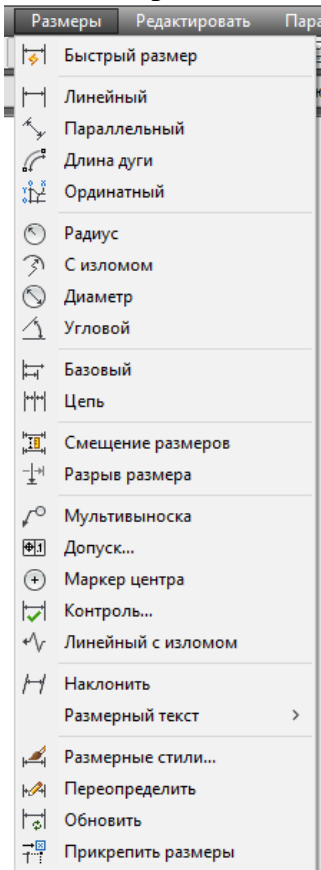 Размеры Редактировать Пара
Быстрый размер
Линейный
Параллельный
Длина дуги
Ординатный
Радиус
С изломом
Диаметр
Угловой
Базовый
Цепь
Смещение размеров
Разрыв размера
Мультивыноска
Допуск...
Маркер центра
Контроль...
Линейный с изломом
Наклонить
Размерный текст
Размерные стили...
Переопределить
Обновить
Прикрепить размеры